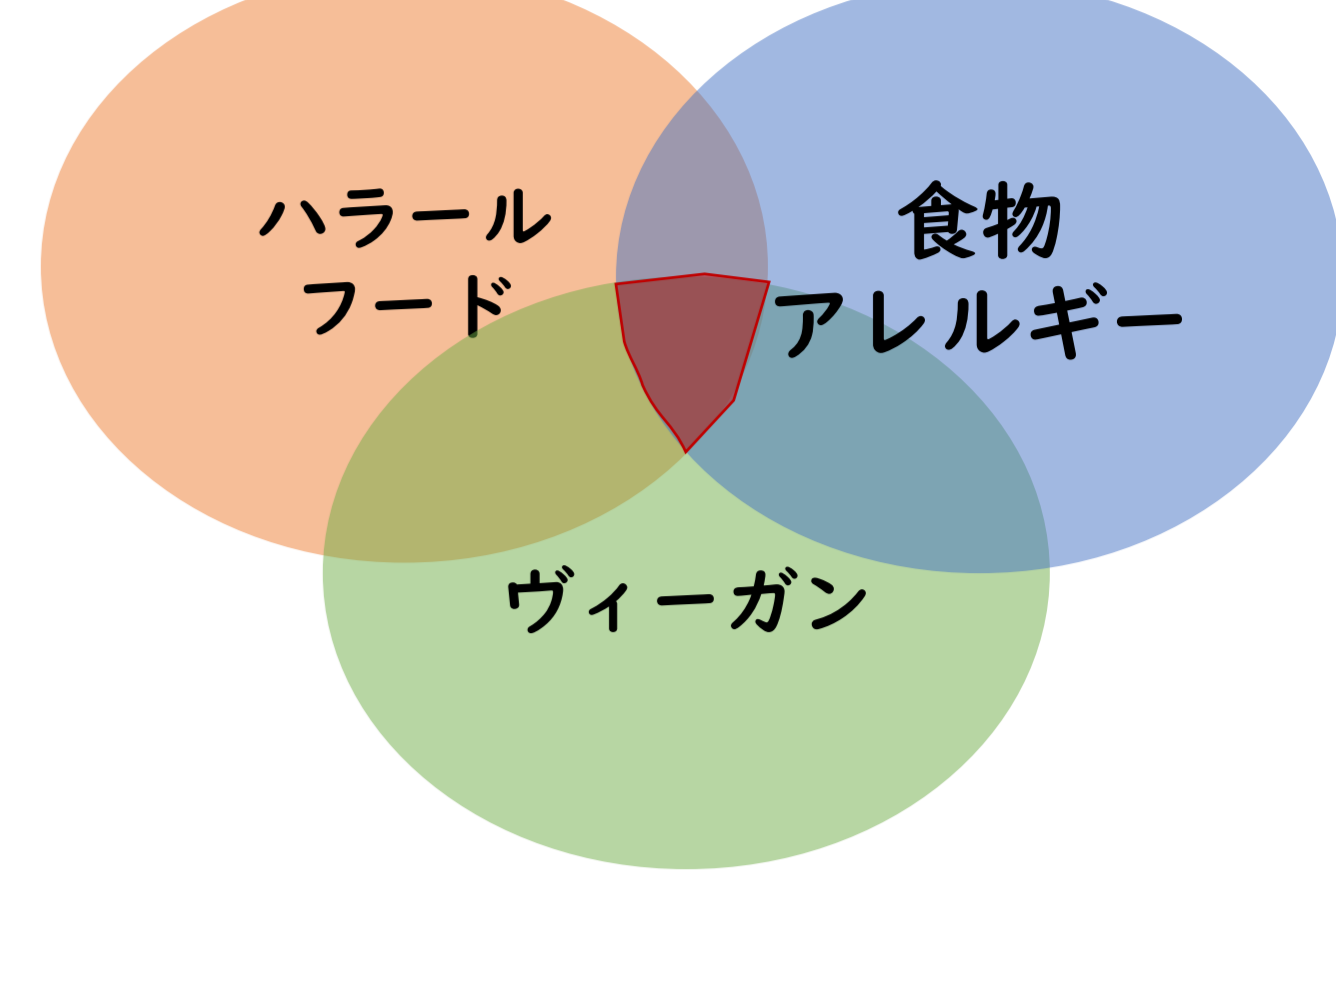 ハラール
フード
食物
アレルギー
ヴィーガン